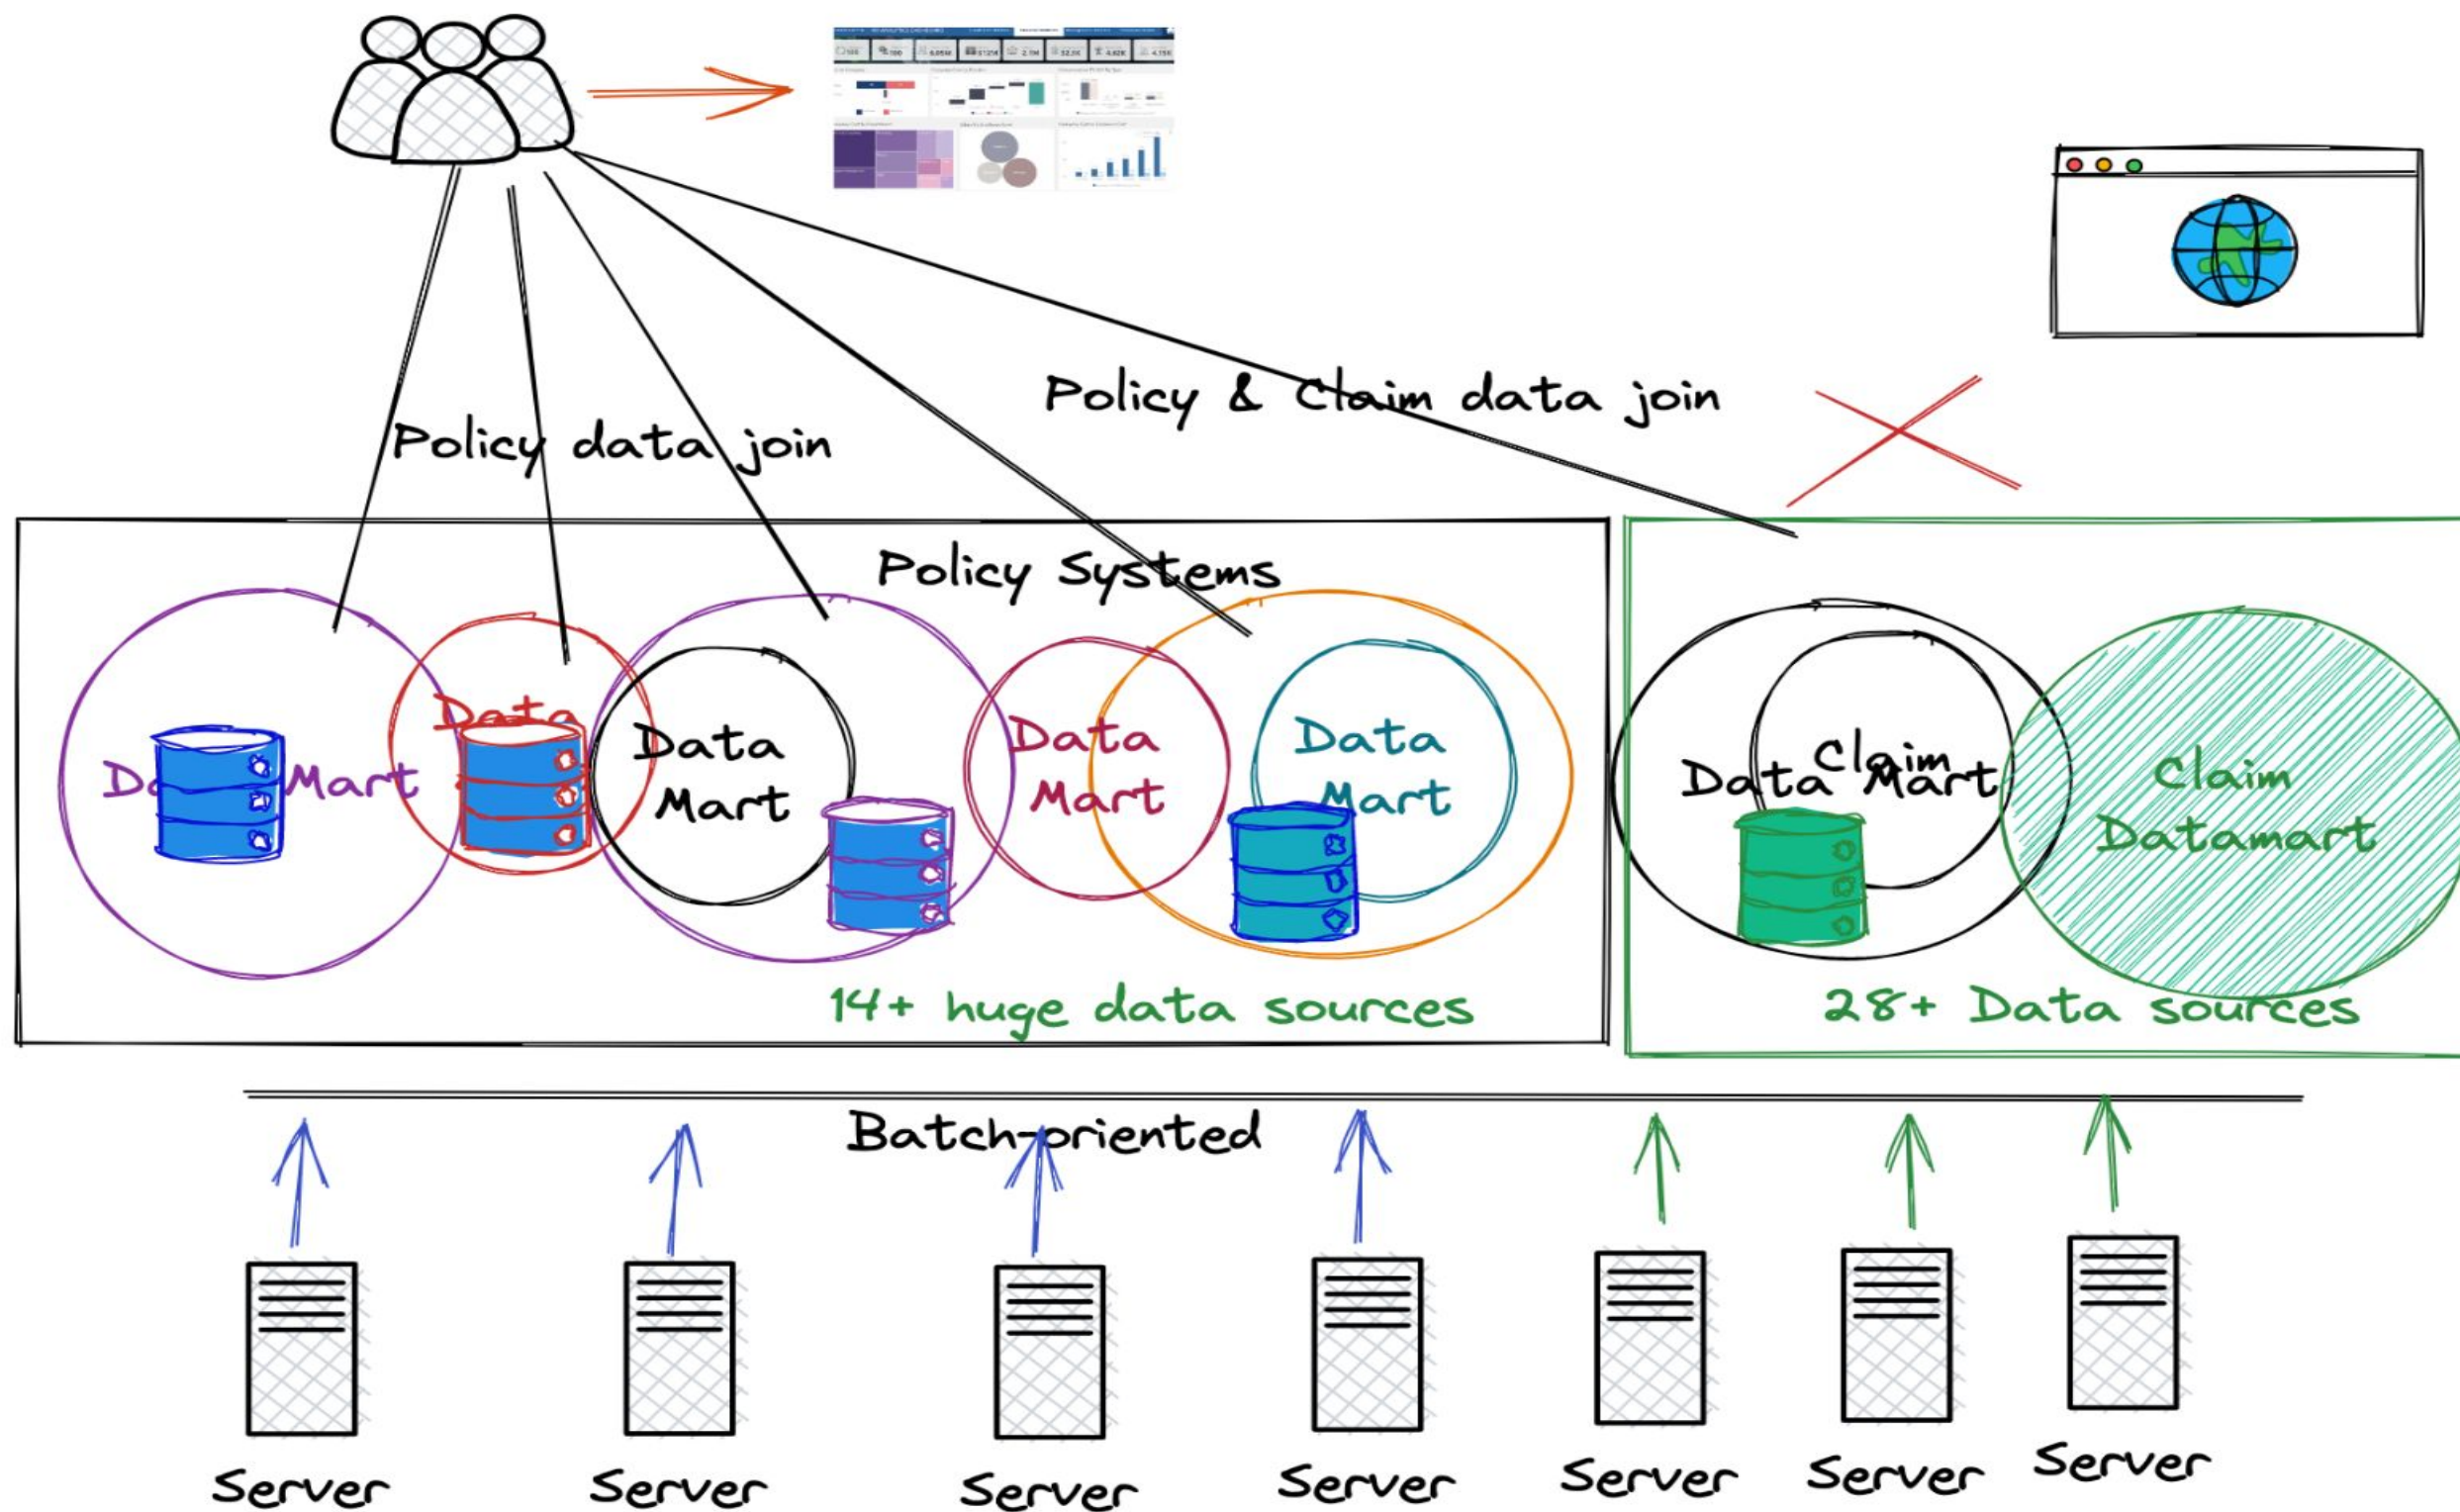 Policy & Claim data join
Policy data join
Policy Systems
Data Mart
Data
Data
Mart
Data
Mart
Data
Mart
Data Mart
Claim
Claim
Datamart
14+ huge data sources
28+ Data sources
Batch-oriented
Server
Server
Server
Server
Server
Server
Server